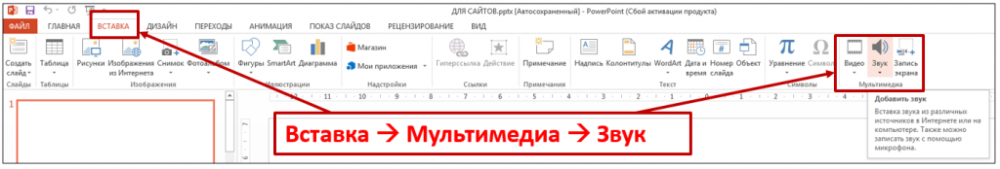 ДЛЯ САЙТОВ.pptx [Автосохраненный] - PowerPoint (Сбой активации продукта)
ФАЙЛ ГЛАВНАЯ ВСТАВКА ДИЗАЙН ПЕРЕХОДЫ АНИМАЦИЯ ПОКАЗ СЛАЙДОВ РЕЦЕНЗИРОВАНИЕ ВИД
Создать слайд
Таблица
Рисунки
Изображения из Интернета
Снимок
Фотоальбом
Фигуры
SmartArt
Диаграмма
Магазин
Мои приложения
Гиперссылка
Действие
Примечание
Надпись
Колонтитулы
WordArt
Дата и время
Номер слайда
Объект
Уравнение
Видео
Звук
Запись экрана
Слайды Таблицы Изображения Иллюстрации Надстройки Ссылки Примечания Текст Символы Мультимедиа
1
Добавить звук
Вставка звука из различных
источников в Интернете или на
компьютере. Также можно
записать звук с помощью
микрофона.
Вставка → Мультимедиа → Звук